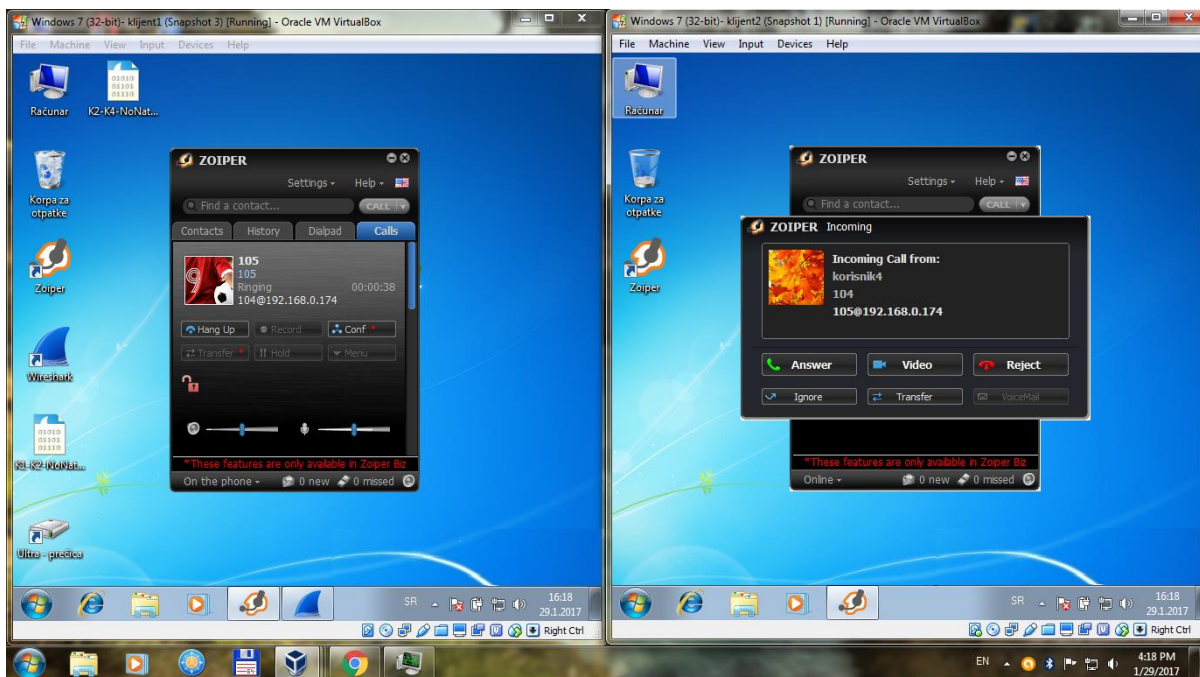 Windows 7 (32-bit)- klijent1 (Snapshot 3) [Running] - Oracle VM VirtualBox
File Machine View Input Devices Help
Računar
K2-K4-NoNat...
Korpa za
otpatke
Zoiper
Wireshark
K1-K2-NoNat...
Ultra - prečica
ZOIPER
Settings Help
Find a contact...
CALL
Contacts History Dialpad Calls
105
105
Ringing 00:00:38
104@192.168.0.174
Hang Up Record Conf *
Transfer * Hold Menu
*These features are only available in Zoiper Biz
On the phone 0 new 0 missed
SR 16:18
29.1.2017
Right Ctrl
Windows 7 (32-bit)- klijent2 (Snapshot 1) [Running] - Oracle VM VirtualBox
File Machine View Input Devices Help
Računar
Korpa za
otpatke
Zoiper
ZOIPER
Settings Help
Find a contact...
CALL
ZOIPER Incoming
Incoming Call from:
korisnik4
104
105@192.168.0.174
Answer Video Reject
Ignore Transfer VoiceMail
*These features are only available in Zoiper Biz
Online 0 new 0 missed
SR 16:18
29.1.2017
Right Ctrl
EN 4:18 PM
1/29/2017